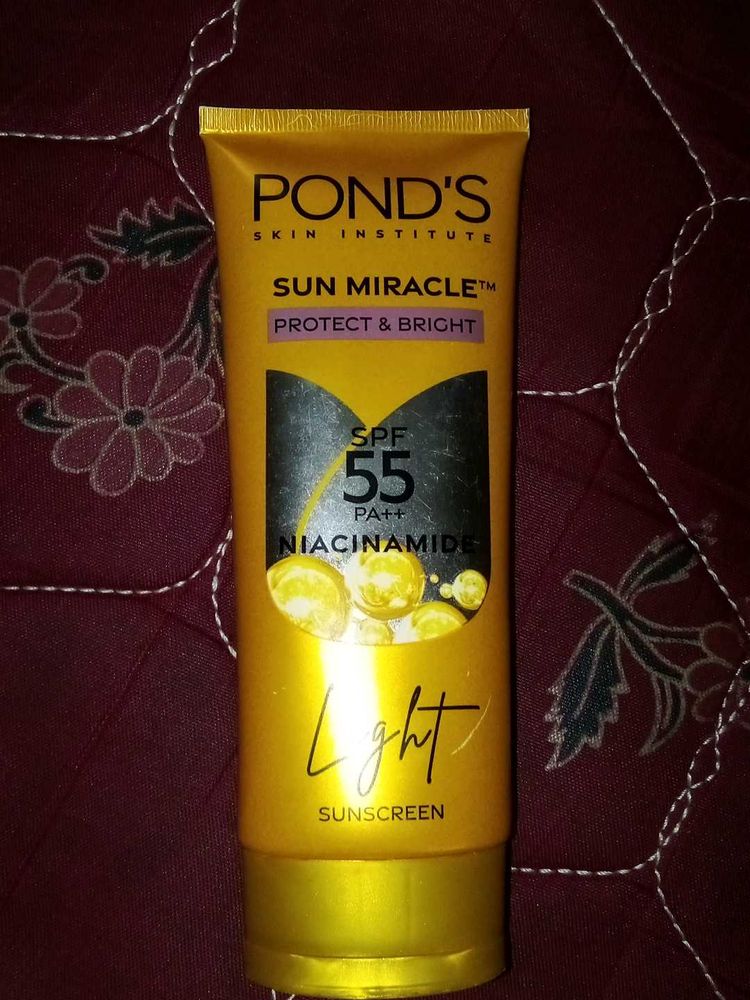 POND'S
SKIN INSTITUTE
SUN MIRACLE™
PROTECT & BRIGHT
SPF
55
PA++
NIACINAMIDE
Light
SUNSCREEN